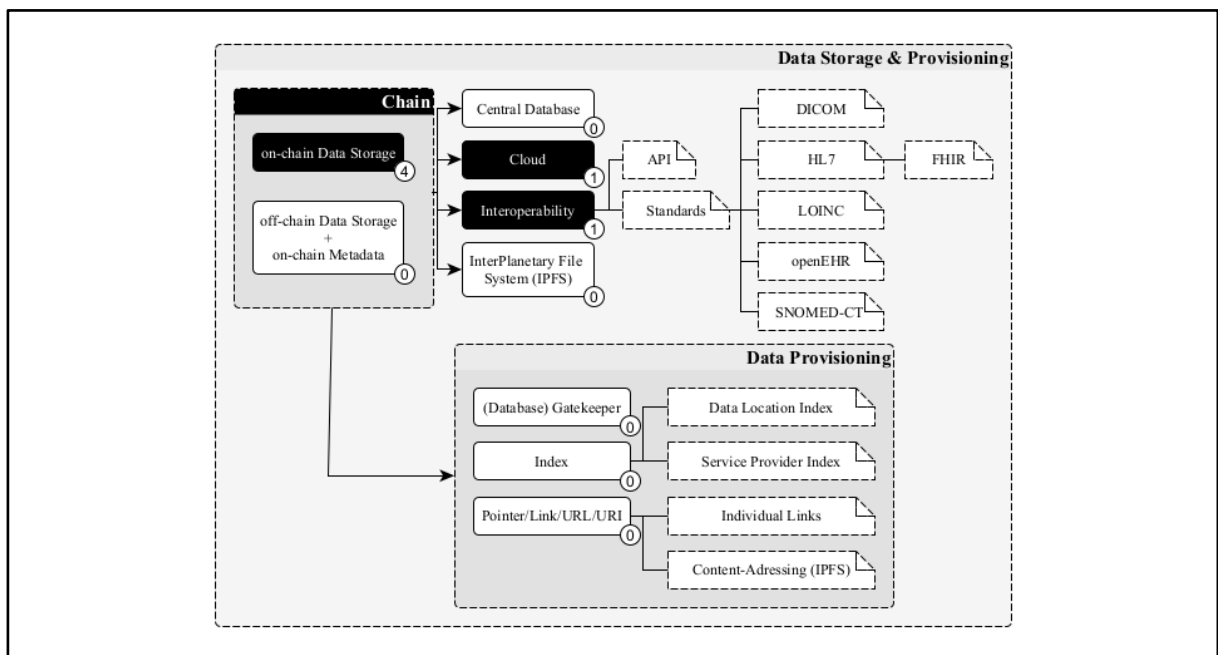 Data Storage & Provisioning
Chain
on-chain Data Storage
4
off-chain Data Storage
+
on-chain Metadata
0
Central Database
0
Cloud
1
Interoperability
1
InterPlanetary File
System (IPFS)
0
API
Standards
DICOM
HL7
FHIR
LOINC
openEHR
SNOMED-CT
Data Provisioning
(Database) Gatekeeper
0
Index
0
Pointer/Link/URL/URI
0
Data Location Index
Service Provider Index
Individual Links
Content-Adressing (IPFS)